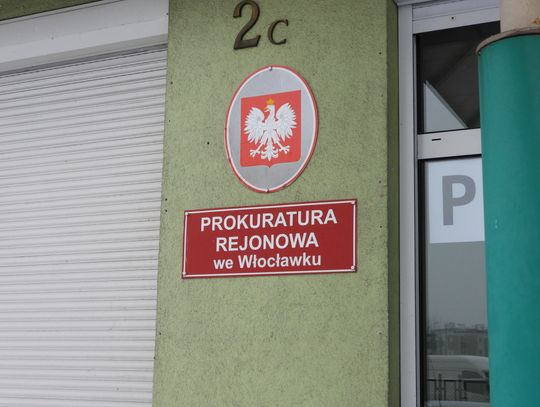 2c
PROKURATURA
REJONOWA
we Włocławku
P